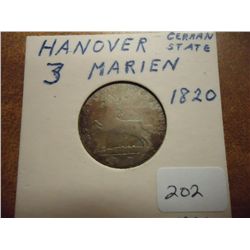 HANOVER GERMAN STATE
3 MARIEN
1820
202